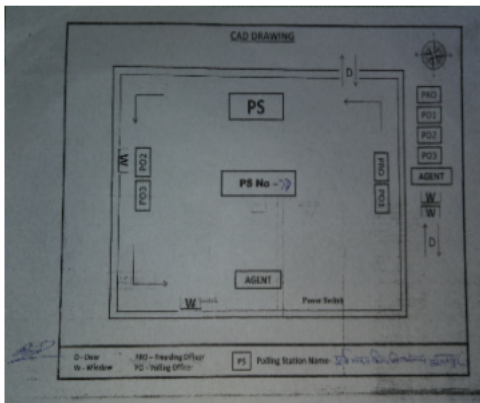 CAD DRAWING
D
PS
PRO
PO1
PO2
PO3
AGENT
W
W
D
W
PO2
PO3
PS No -
PRO
AGENT
W
Power Switch
D - Door
PRO - Presiding Officer
W - Window
PO - Polling Officer
PS
Polling Station Name-